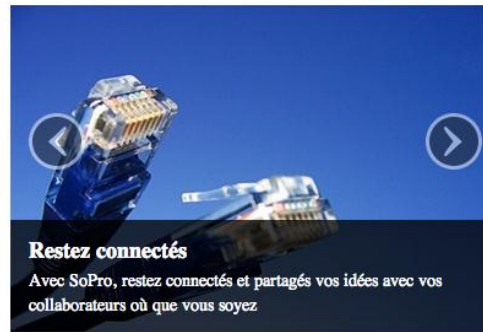 Restez connectés
Avec SoPro, restez connectés et partagés vos idées avec vos
collaborateurs où que vous soyez